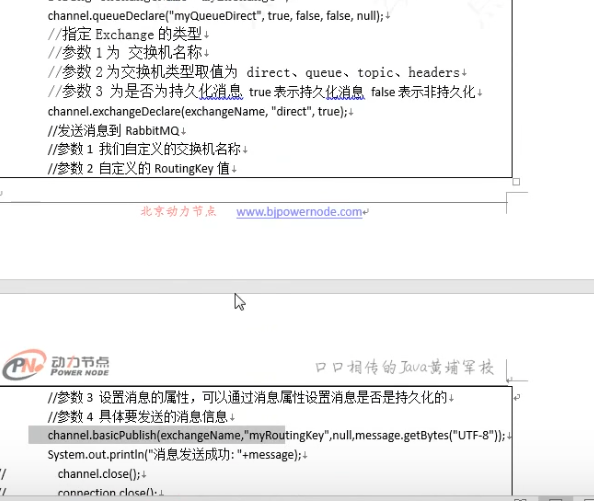 channel.queueDeclare("myQueueDirect", true, false, false, null);
//指定 Exchange 的类型
//参数 1 为 交换机名称
//参数 2 为交换机类型取值为 direct、queue、topic、headers
//参数 3 为是否为持久化消息 true 表示持久化消息 false 表示非持久化
channel.exchangeDeclare(exchangeName, "direct", true);
//发送消息到 RabbitMQ
//参数 1 我们自定义的交换机名称
//参数 2 自定义的 RoutingKey 值
北京动力节点 www.bjpowernode.com
PN 动力节点
POWER NODE
口口相传的Java黄埔军校
//参数 3 设置消息的属性，可以通过消息属性设置消息是否是持久化的
//参数 4 具体要发送的消息信息
channel.basicPublish(exchangeName,"myRoutingKey",null,message.getBytes("UTF-8"));
System.out.println("消息发送成功: "+message);
// channel.close();
// connection.close();